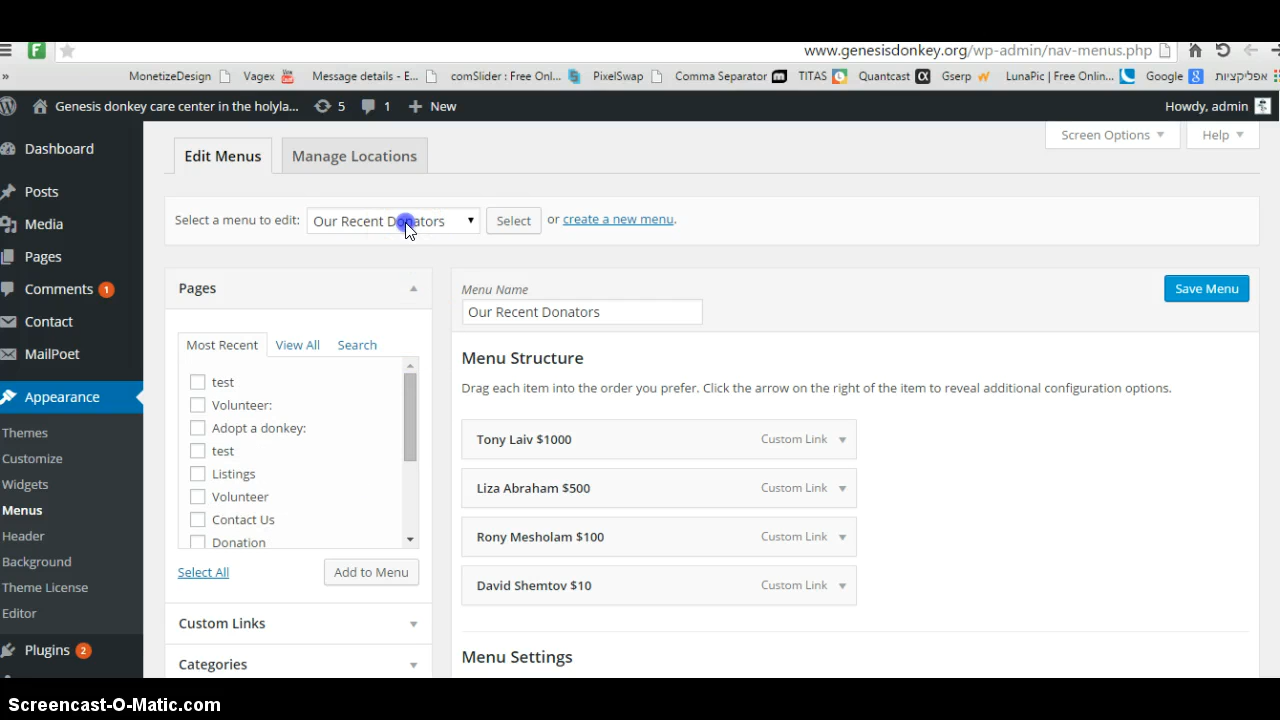 www.genesisdonkey.org/wp-admin/nav-menus.php
» MonetizeDesign Vagex Message details - E... comSlider : Free Onl... PixelSwap Comma Separator TITAS Quantcast Gserp LunaPic | Free Onlin... Google אפליקציות
Genesis donkey care center in the holyla... 5 1 + New Howdy, admin
Screen Options Help
Dashboard
Posts
Media
Pages
Comments 1
Contact
MailPoet
Appearance
Themes
Customize
Widgets
Menus
Header
Background
Theme License
Editor
Plugins 2
Edit Menus Manage Locations
Select a menu to edit: Our Recent Donators Select or create a new menu.
Pages
Most Recent View All Search
test
Volunteer:
Adopt a donkey:
test
Listings
Volunteer
Contact Us
Donation
Select All Add to Menu
Custom Links
Categories
Menu Name
Our Recent Donators
Save Menu
Menu Structure
Drag each item into the order you prefer. Click the arrow on the right of the item to reveal additional configuration options.
Tony Laiv $1000 Custom Link
Liza Abraham $500 Custom Link
Rony Mesholam $100 Custom Link
David Shemtov $10 Custom Link
Menu Settings
Screencast-O-Matic.com